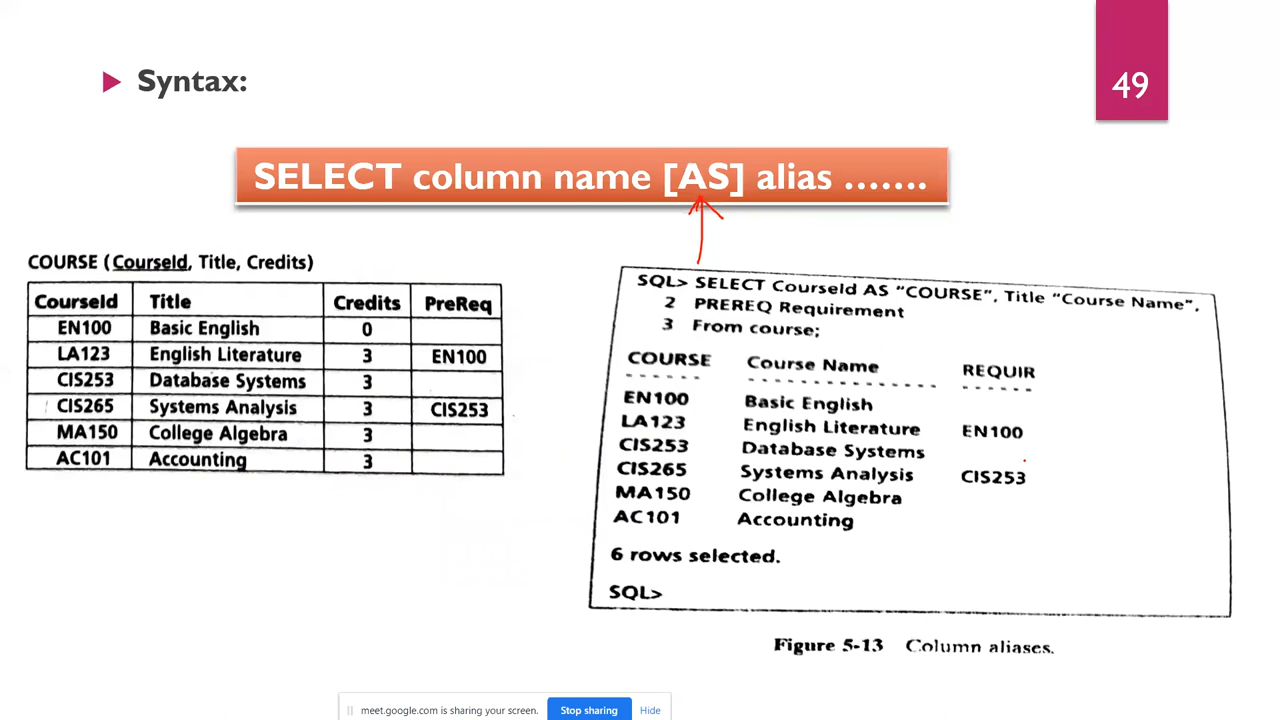 Syntax:
49
SELECT column name [AS] alias .......
COURSE (CourseId, Title, Credits)
CourseId Title Credits PreReq
EN100 Basic English 0
LA123 English Literature 3 EN100
CIS253 Database Systems 3
CIS265 Systems Analysis 3 CIS253
MA150 College Algebra 3
AC101 Accounting 3
SQL> SELECT CourseId AS "COURSE", Title "Course Name",
2 PREREQ Requirement
3 From course;
COURSE Course Name REQUIR
------ ---------------- ------
EN100 Basic English
LA123 English Literature EN100
CIS253 Database Systems
CIS265 Systems Analysis CIS253
MA150 College Algebra
AC101 Accounting
6 rows selected.
SQL>
Figure 5-13 Column aliases.
meet.google.com is sharing your screen. Stop sharing Hide